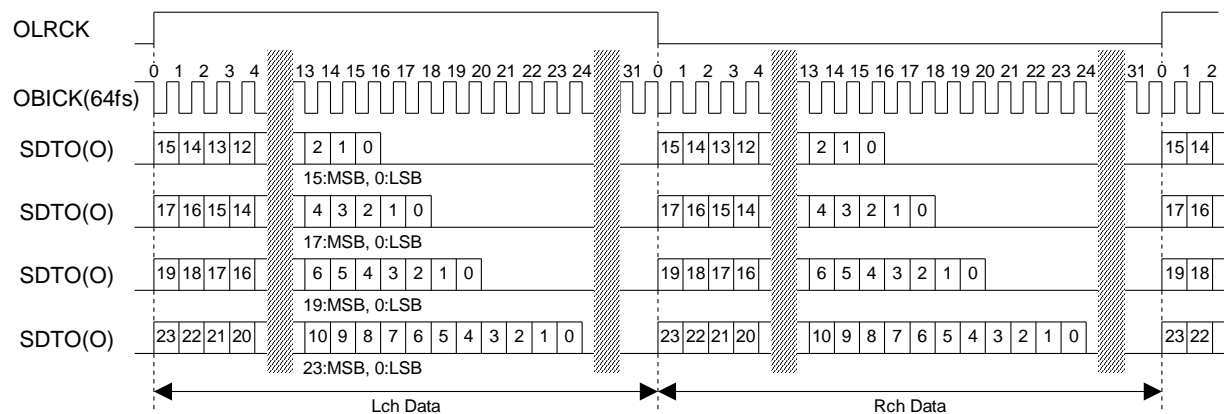 OLRCK
0 1 2 3 4 13 14 15 16 17 18 19 20 21 22 23 24 31 0 1 2 3 4 13 14 15 16 17 18 19 20 21 22 23 24 31 0 1 2
OBICK(64fs)
SDTO(O) 15 14 13 12 2 1 0 15 14 13 12 2 1 0 15 14
15:MSB, 0:LSB
SDTO(O) 17 16 15 14 4 3 2 1 0 17 16 15 14 4 3 2 1 0 17 16
17:MSB, 0:LSB
SDTO(O) 19 18 17 16 6 5 4 3 2 1 0 19 18 17 16 6 5 4 3 2 1 0 19 18
19:MSB, 0:LSB
SDTO(O) 23 22 21 20 10 9 8 7 6 5 4 3 2 1 0 23 22 21 20 10 9 8 7 6 5 4 3 2 1 0 23 22
23:MSB, 0:LSB
Lch Data Rch Data